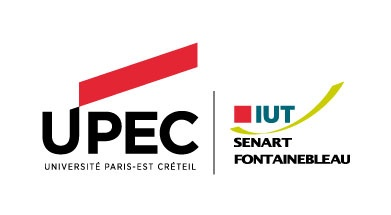 UPEC
UNIVERSITÉ PARIS-EST CRÉTEIL
IUT
SENART
FONTAINEBLEAU